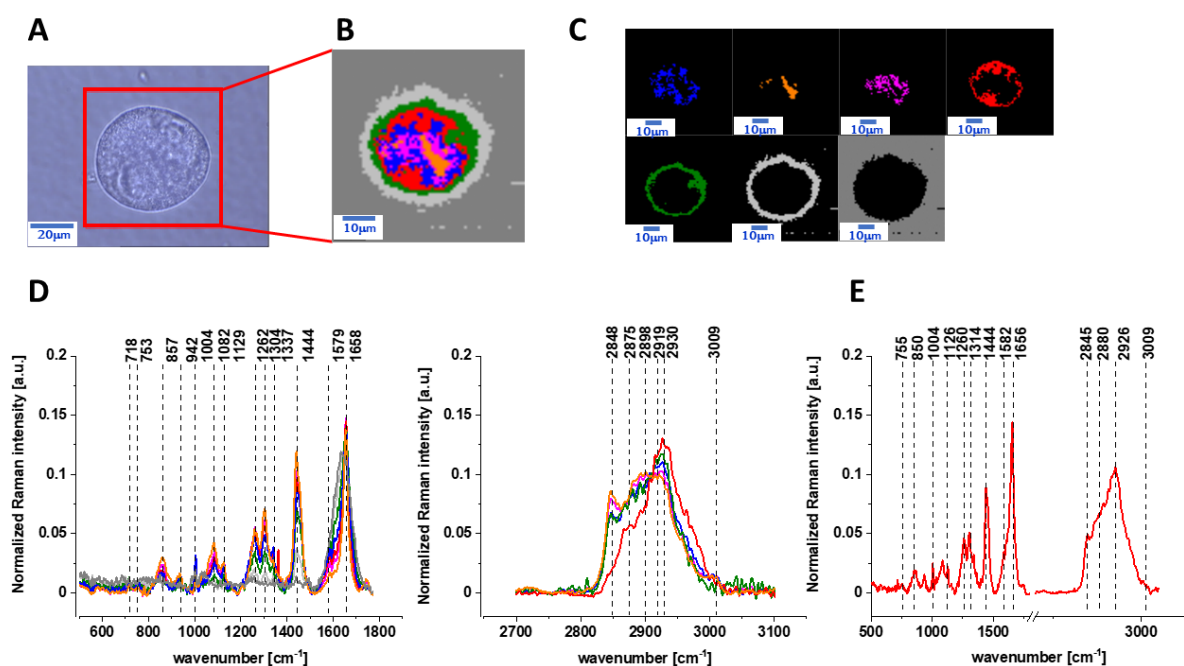 A
B
C
20µm
10µm
10µm
10µm
10µm
10µm
10µm
10µm
10µm
D
E
718
753
857
942
1004
1082
1129
1262
1304
1337
1444
1579
1658
2848
2875
2898
2919
2930
3009
755
850
1004
1126
1260
1314
1444
1582
1656
2845
2880
2926
3009
Normalized Raman intensity [a.u.]
0.2
0.15
0.1
0.05
0
600 800 1000 1200 1400 1600 1800
wavenumber [cm-1]
Normalized Raman intensity [a.u.]
0.2
0.15
0.1
0.05
0
2700 2800 2900 3000 3100
wavenumber [cm-1]
Normalized Raman intensity [a.u.]
0.2
0.15
0.1
0.05
0
500 1000 1500 3000
wavenumber [cm-1]